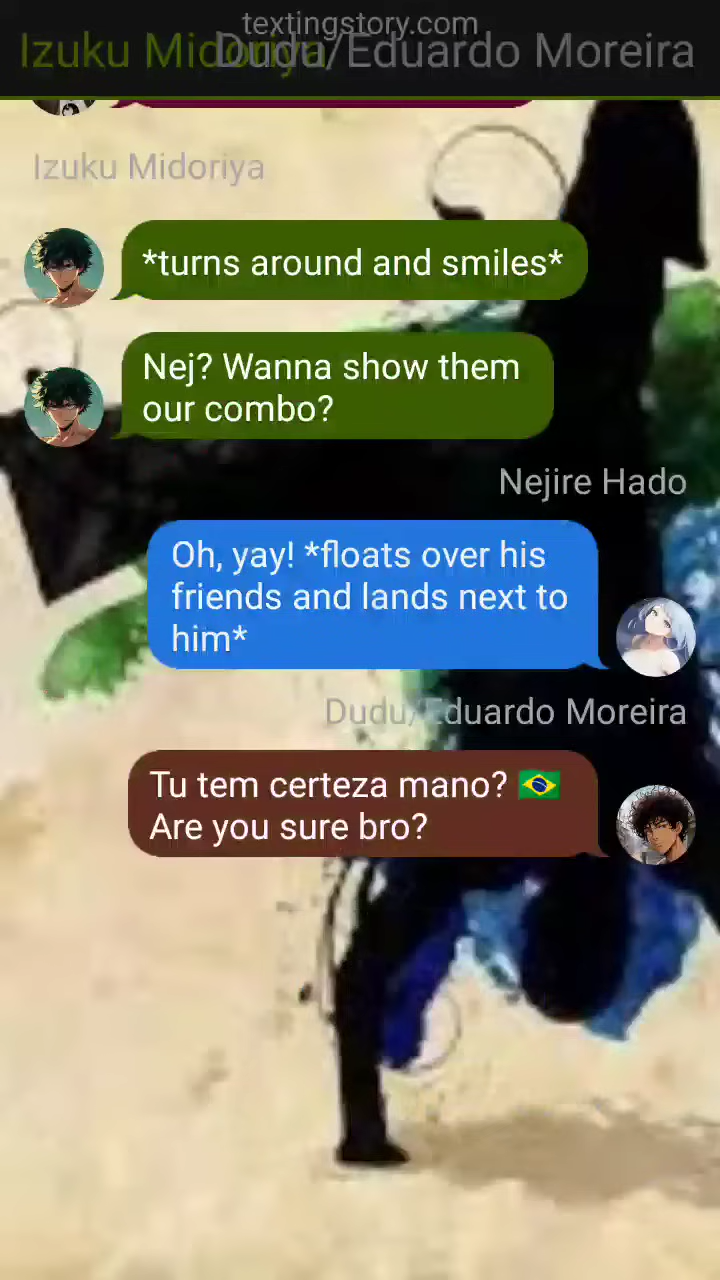 textingstory.com
Izuku Midoriya
Dudu/Eduardo Moreira
Izuku Midoriya
*turns around and smiles*
Nej? Wanna show them
our combo?
Nejire Hado
Oh, yay! *floats over his
friends and lands next to
him*
Dudu/Eduardo Moreira
Tu tem certeza mano? 🇧🇷
Are you sure bro?